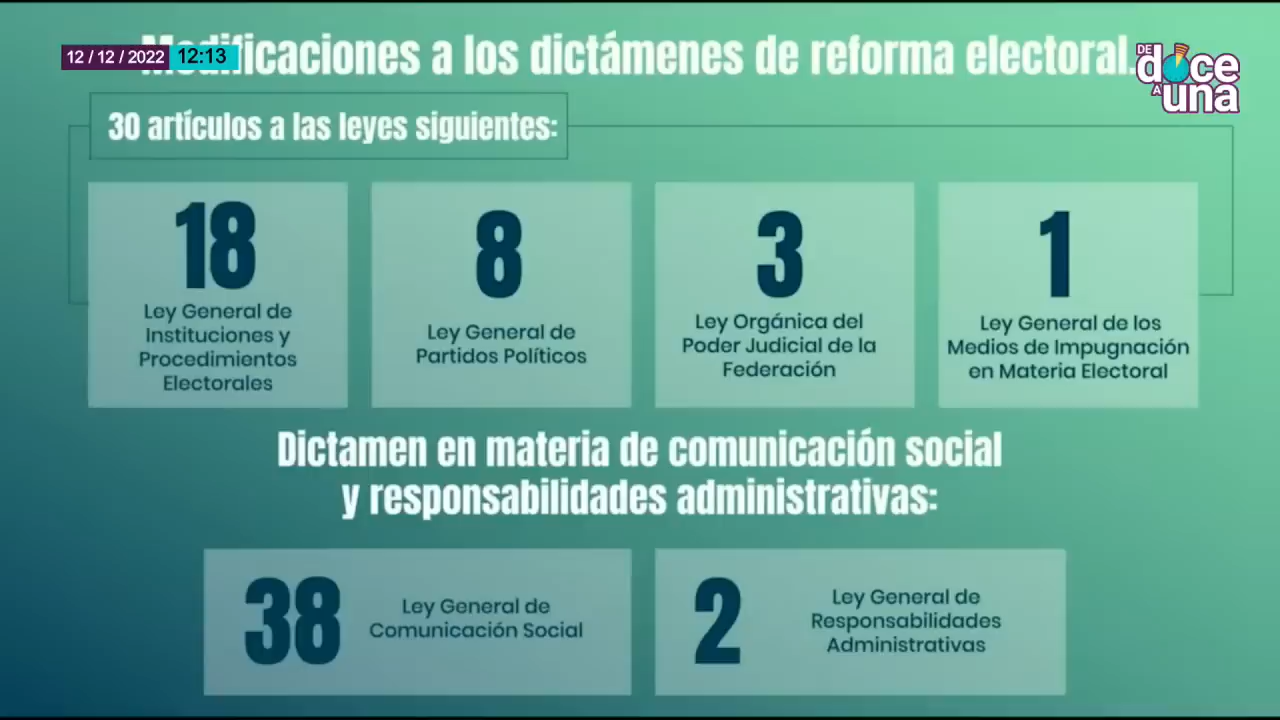 12 / 12 / 2022 12:13
Modificaciones a los dictámenes de reforma electoral.
DE
doce
A una
30 artículos a las leyes siguientes:
18
Ley General de
Instituciones y
Procedimientos
Electorales
8
Ley General de
Partidos Políticos
3
Ley Orgánica del
Poder Judicial de la
Federación
1
Ley General de los
Medios de Impugnación
en Materia Electoral
Dictamen en materia de comunicación social
y responsabilidades administrativas:
38
Ley General de
Comunicación Social
2
Ley General de
Responsabilidades
Administrativas